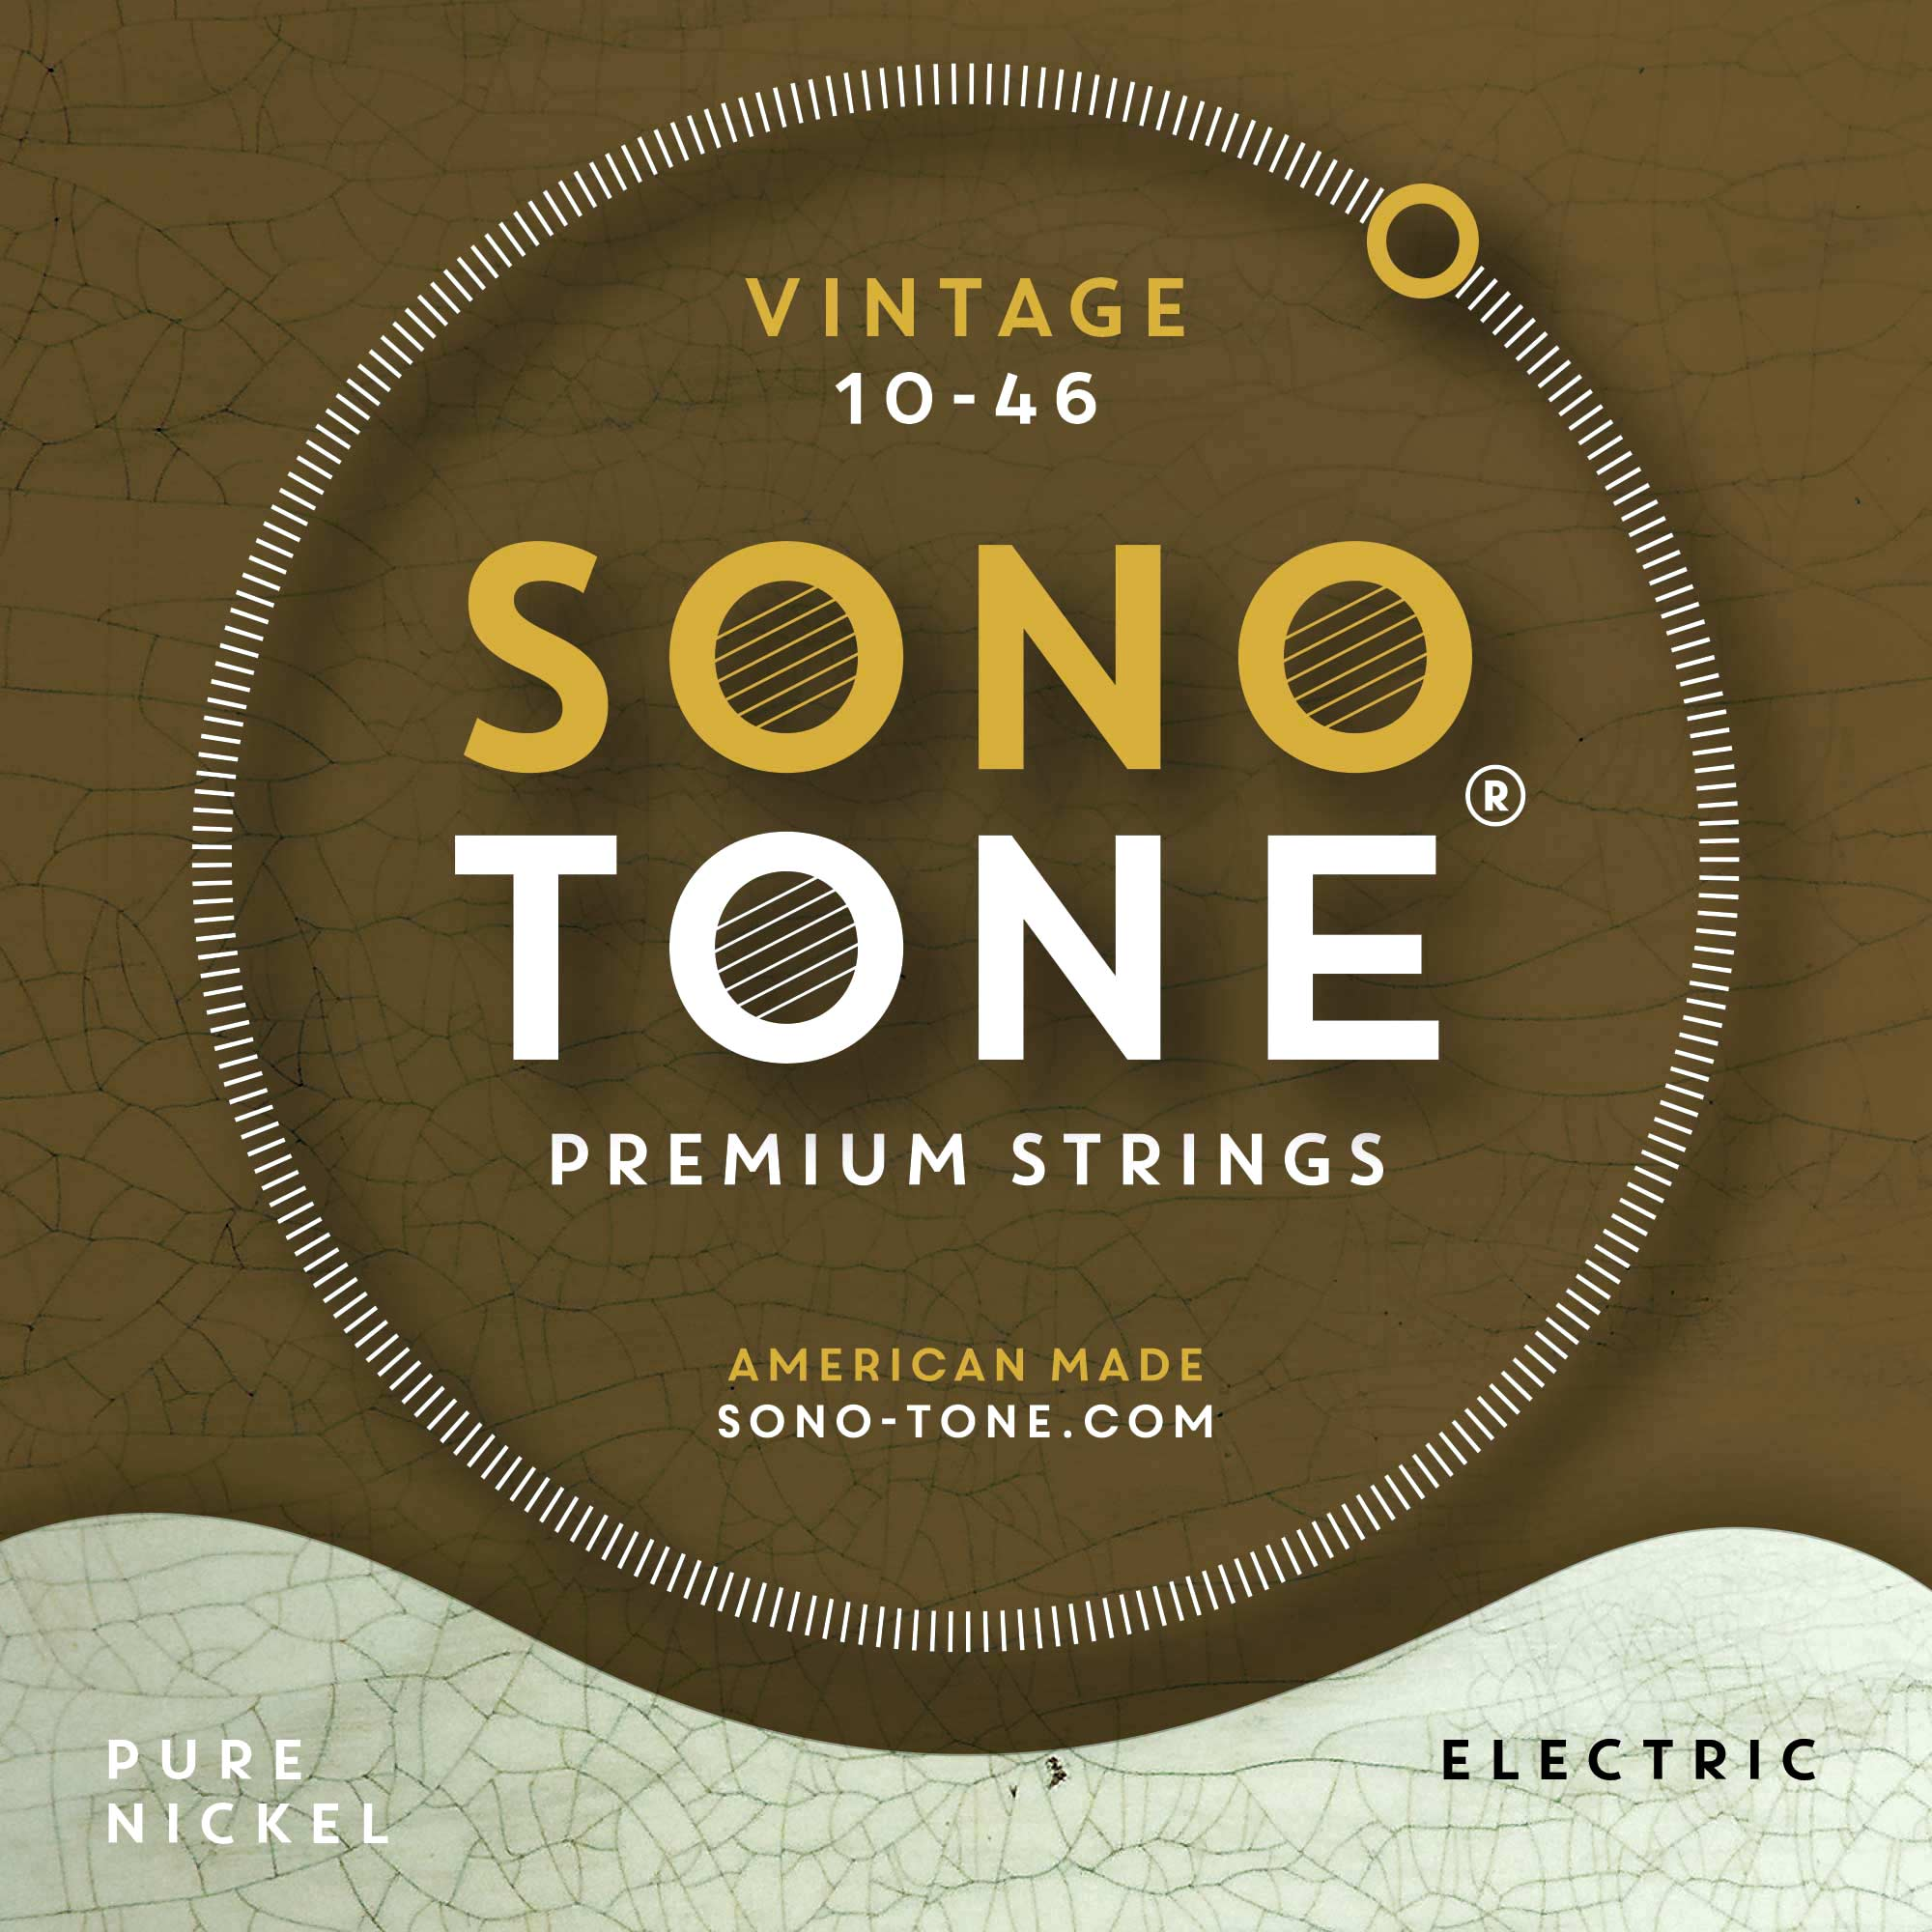 VINTAGE
10-46
SONO
TONE®
PREMIUM STRINGS
AMERICAN MADE
SONO-TONE.COM
PURE
NICKEL
ELECTRIC